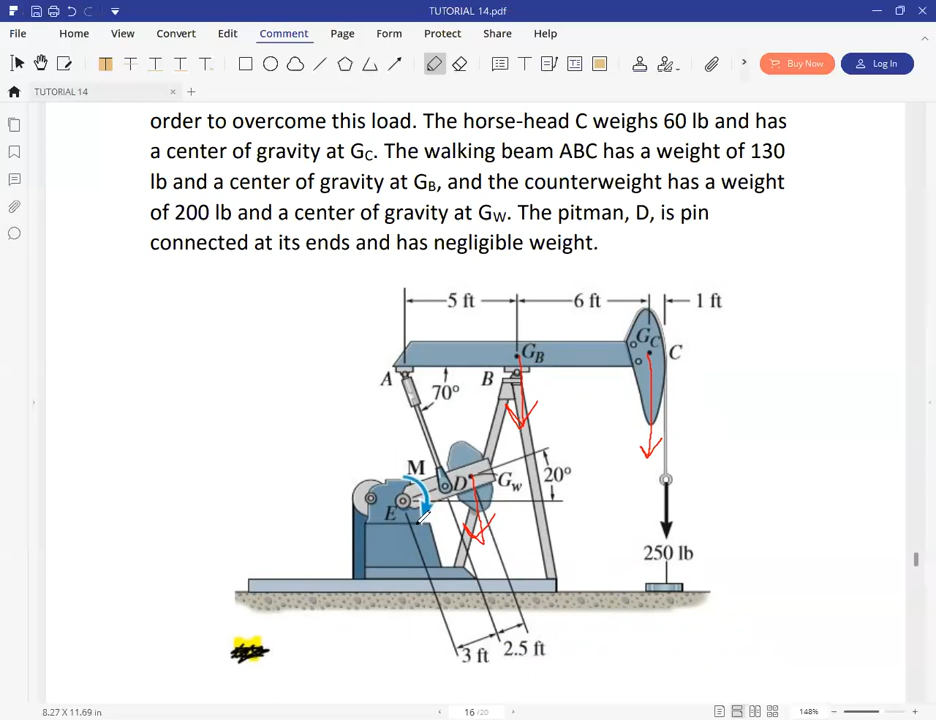 TUTORIAL 14.pdf
File Home View Convert Edit Comment Page Form Protect Share Help
Buy Now Log In
TUTORIAL 14
order to overcome this load. The horse-head C weighs 60 lb and has
a center of gravity at GC. The walking beam ABC has a weight of 130
lb and a center of gravity at GB, and the counterweight has a weight
of 200 lb and a center of gravity at GW. The pitman, D, is pin
connected at its ends and has negligible weight.
5 ft 6 ft 1 ft
GB GC C
A 70° B
M
D Gw 20°
E
250 lb
3 ft 2.5 ft
8.27 X 11.69 in 16 /20 148%